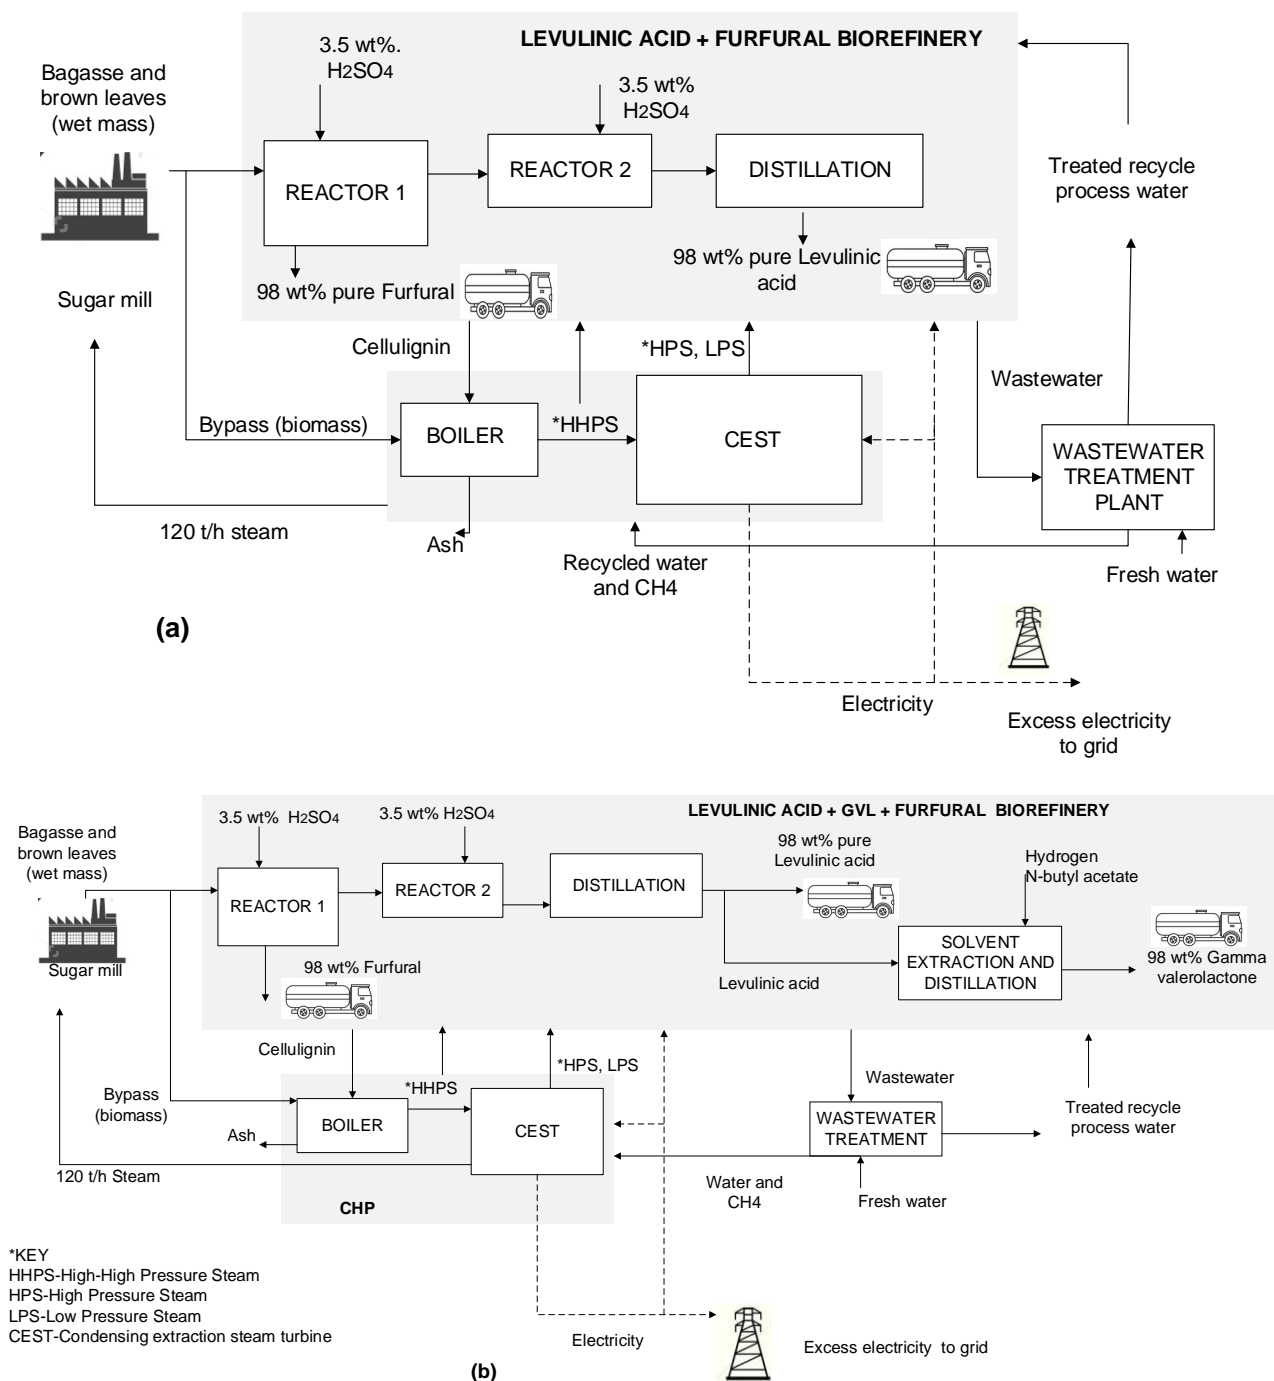 LEVULINIC ACID + FURFURAL BIOREFINERY
3.5 wt%.
H2SO4
Bagasse and
brown leaves
(wet mass)
3.5 wt%
H2SO4
REACTOR 1
REACTOR 2
DISTILLATION
Treated recycle
process water
98 wt% pure Furfural
98 wt% pure Levulinic
acid
Sugar mill
Cellulignin
*HPS, LPS
Wastewater
Bypass (biomass)
BOILER
*HHPS
CEST
WASTEWATER
TREATMENT
PLANT
120 t/h steam
Ash
Recycled water
and CH4
Fresh water
(a)
Electricity
Excess electricity
to grid
LEVULINIC ACID + GVL + FURFURAL BIOREFINERY
Bagasse and
brown leaves
(wet mass)
3.5 wt% H2SO4
3.5 wt% H2SO4
98 wt% pure
Levulinic acid
Hydrogen
N-butyl acetate
REACTOR 1
REACTOR 2
DISTILLATION
SOLVENT
EXTRACTION AND
DISTILLATION
98 wt% Gamma
valerolactone
Sugar mill
98 wt% Furfural
Levulinic acid
Cellulignin
*HHPS
*HPS, LPS
Wastewater
Bypass
(biomass)
BOILER
CEST
WASTEWATER
TREATMENT
Treated recycle
process water
Ash
120 t/h Steam
Water and
CH4
Fresh water
CHP
*KEY
HHPS-High-High Pressure Steam
HPS-High Pressure Steam
LPS-Low Pressure Steam
CEST-Condensing extraction steam turbine
Electricity
Excess electricity to grid
(b)